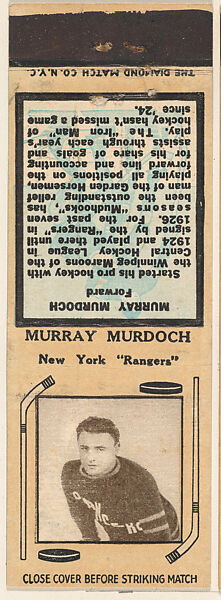 THE DIAMOND MATCH CO. N.Y.C.
MURRAY MURDOCH
Forward
Started his pro hockey with
the Winnipeg Maroons of the
Central Hockey League in
1924 and played there until
signed by the "Rangers" in
1926. For the past seven
seasons, "Muckholm", has
been the outstanding relief
man of the Garden Horsemen,
playing all positions on the
forward line and accounting
for his share of goals and
assists through each year's
play. The "Iron" Man of
hockey hasn't missed a game
since '24.
MURRAY MURDOCH
New York "Rangers"
CLOSE COVER BEFORE STRIKING MATCH